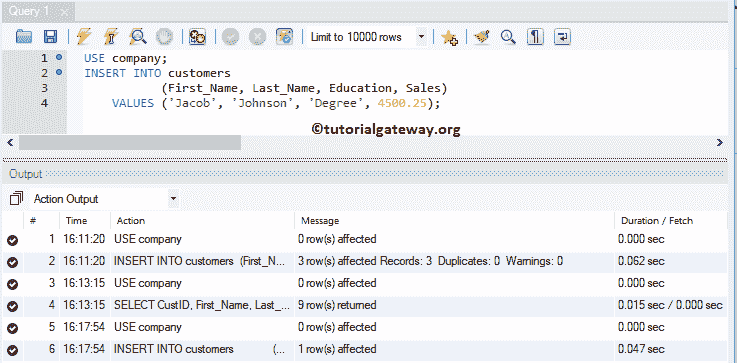 Query 1
Limit to 10000 rows
1 USE company;
2 INSERT INTO customers
3 (First_Name, Last_Name, Education, Sales)
4 VALUES ('Jacob', 'Johnson', 'Degree', 4500.25);
©tutorialgateway.org
Output
Action Output
# Time Action Message Duration / Fetch
1 16:11:20 USE company 0 row(s) affected 0.000 sec
2 16:11:20 INSERT INTO customers (First_N... 3 row(s) affected Records: 3 Duplicates: 0 Warnings: 0 0.062 sec
3 16:13:15 USE company 0 row(s) affected 0.000 sec
4 16:13:15 SELECT CustID, First_Name, Last_... 9 row(s) returned 0.015 sec / 0.000 sec
5 16:17:54 USE company 0 row(s) affected 0.000 sec
6 16:17:54 INSERT INTO customers (... 1 row(s) affected 0.047 sec